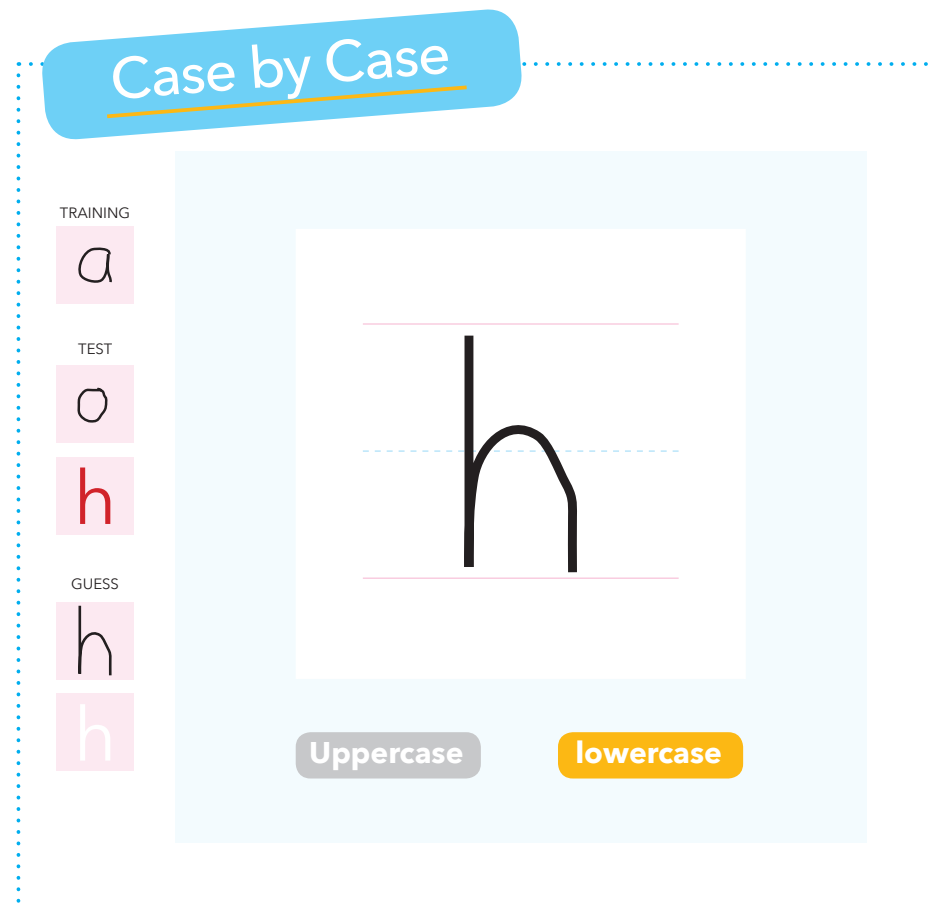 Case by Case
TRAINING
a
TEST
o
h
GUESS
h
h
h
Uppercase lowercase